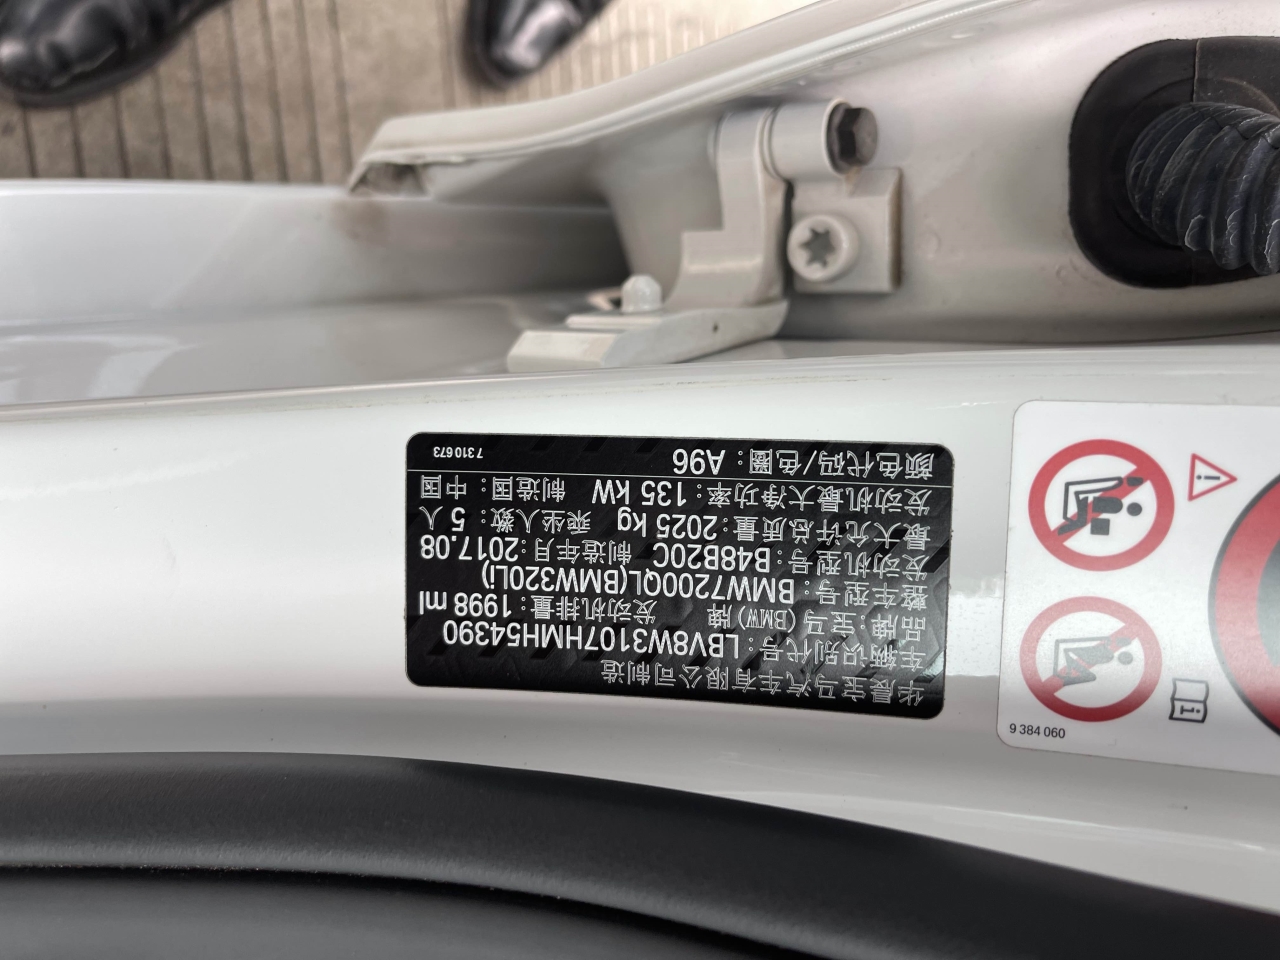 华晨宝马汽车有限公司制造
车辆识别代号：LBV8W3107HMH54390
品牌：宝马(BMW)牌 发动机排量：1998 ml
整车型号：BMW7200QL(BMW320Li)
发动机型号：B48B20C 制造年月：2017.08
最大允许总质量：2025 kg 乘坐人数：5 人
发动机最大净功率：135 kW 制造国：中国
颜色代码/色圈：A96
7 310 673
9 384 060